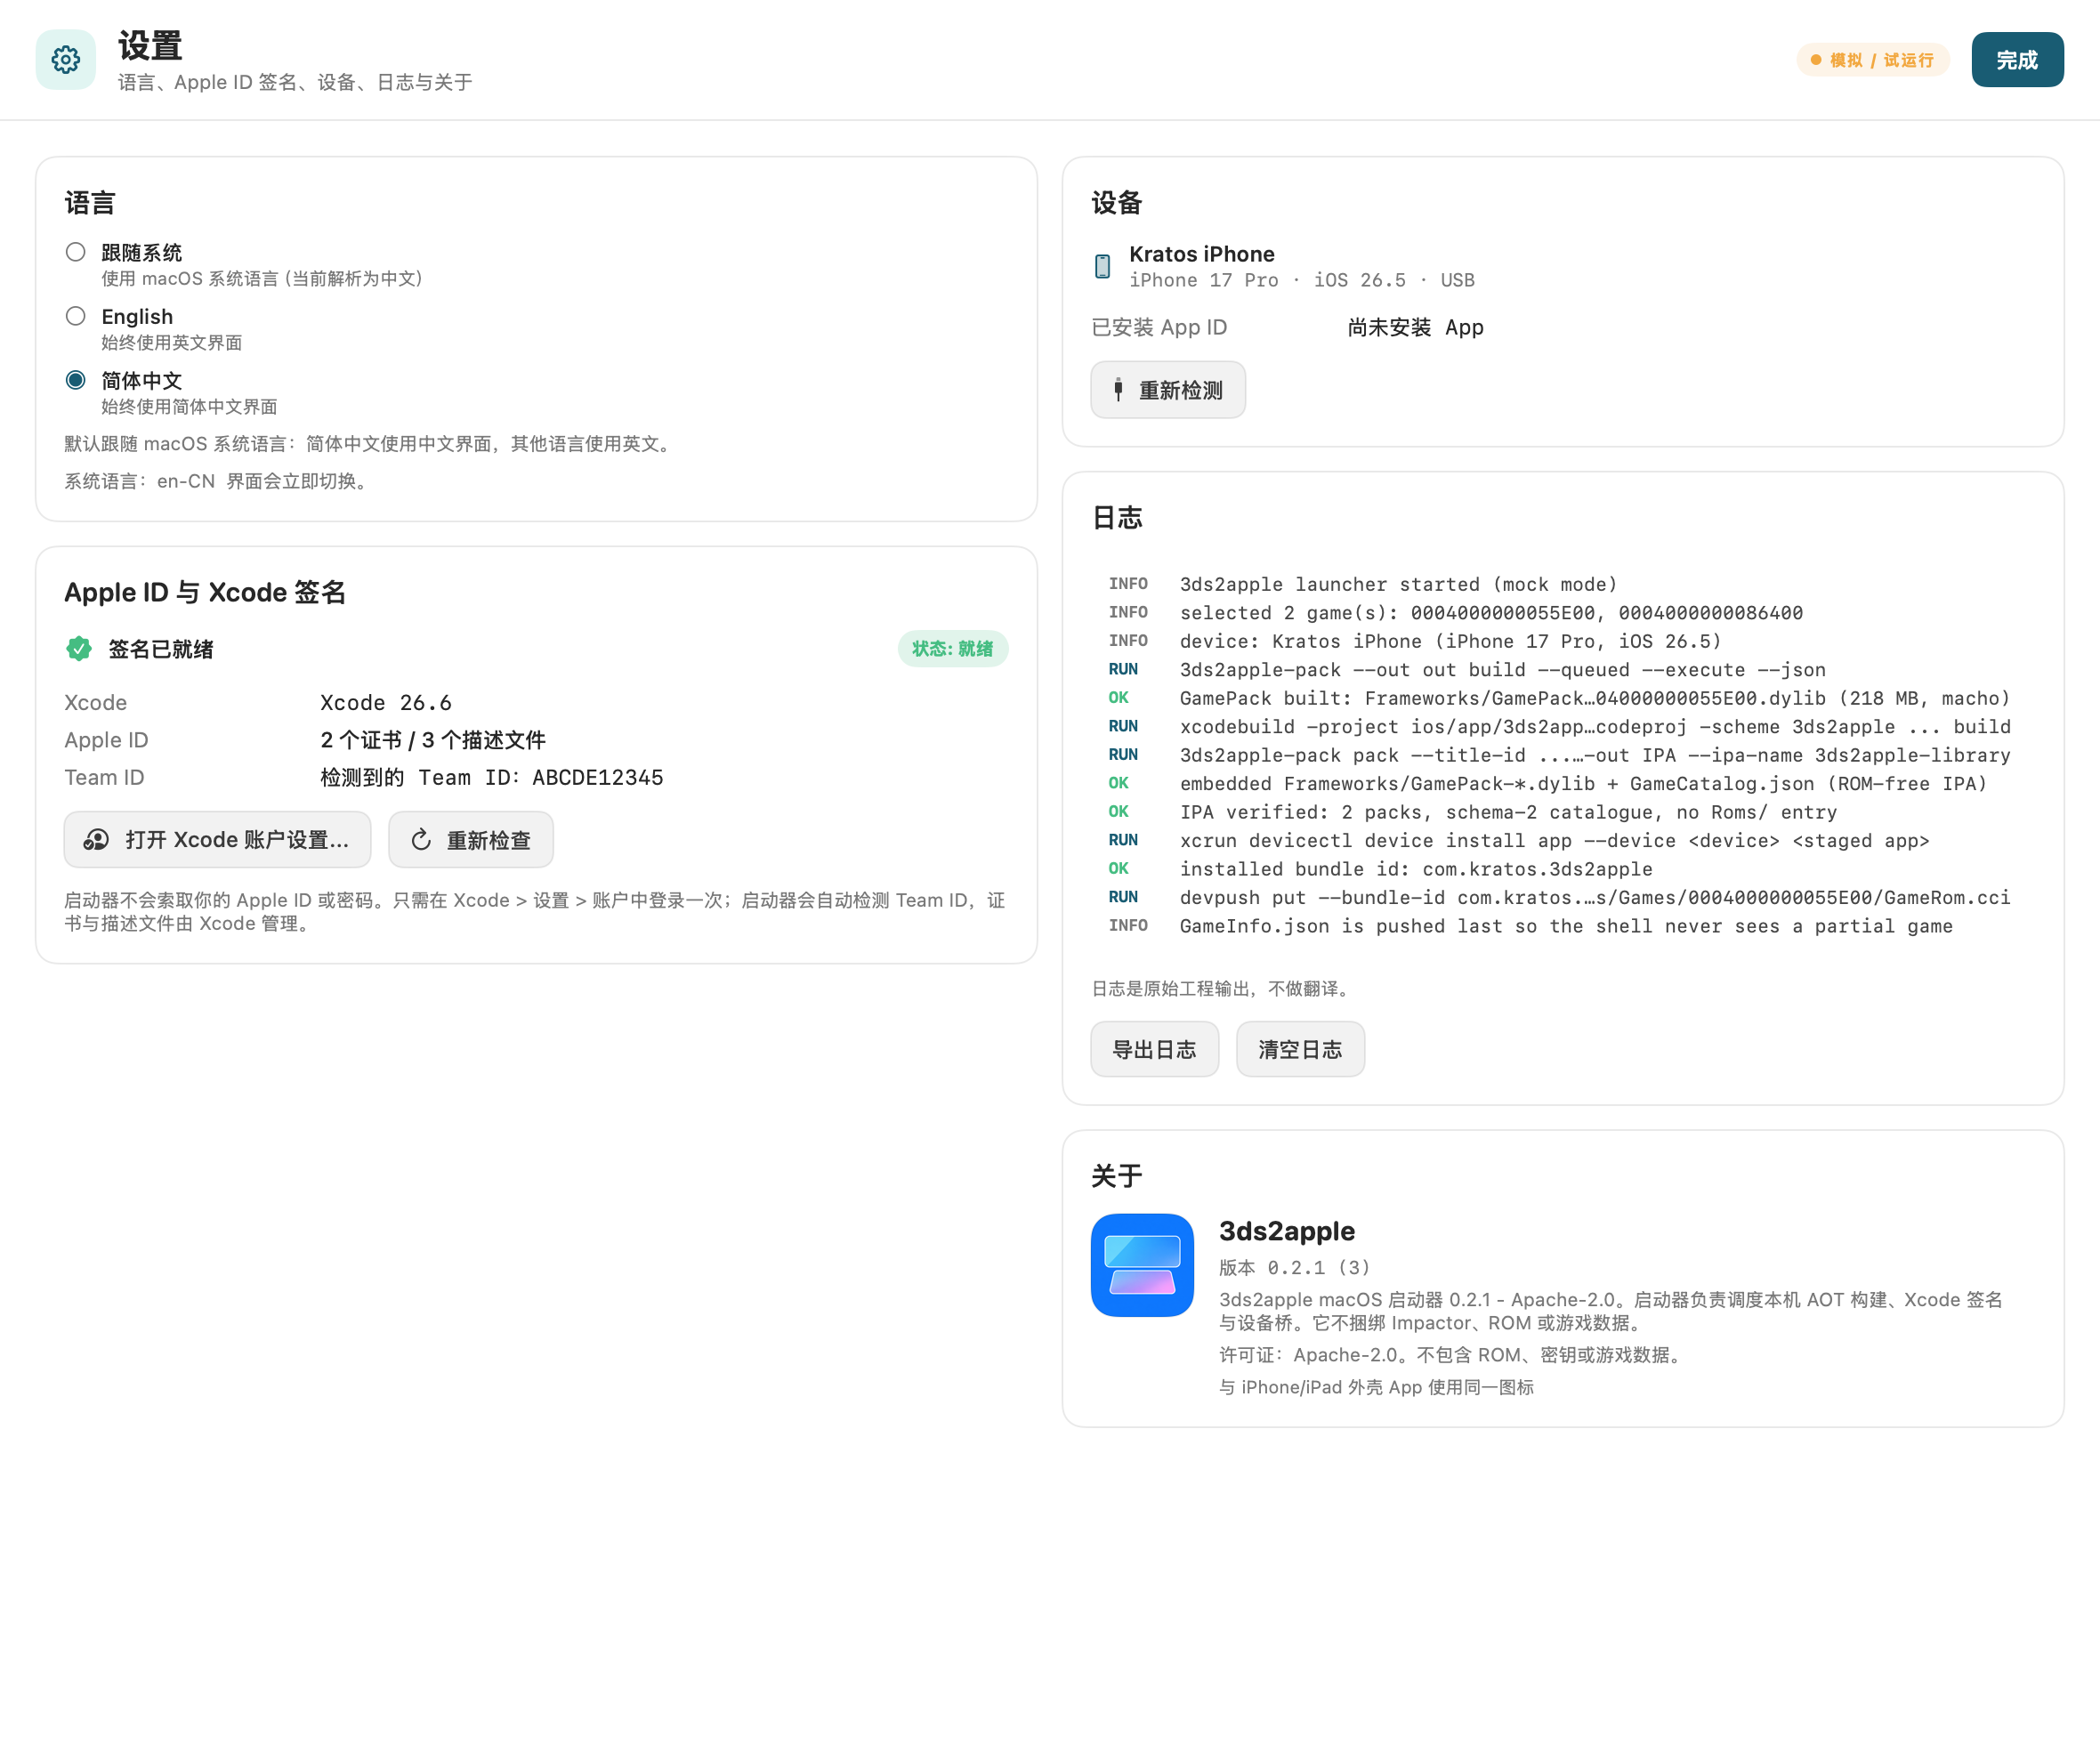 设置
语言、Apple ID 签名、设备、日志与关于
模拟 / 试运行
完成
语言
跟随系统
使用 macOS 系统语言 (当前解析为中文)
English
始终使用英文界面
简体中文
始终使用简体中文界面
默认跟随 macOS 系统语言：简体中文使用中文界面，其他语言使用英文。
系统语言：en-CN 界面会立即切换。
Apple ID 与 Xcode 签名
签名已就绪
状态: 就绪
Xcode Xcode 26.6
Apple ID 2 个证书 / 3 个描述文件
Team ID 检测到的 Team ID：ABCDE12345
打开 Xcode 账户设置...
重新检查
启动器不会索取你的 Apple ID 或密码。只需在 Xcode > 设置 > 账户中登录一次；启动器会自动检测 Team ID，证
书与描述文件由 Xcode 管理。
设备
Kratos iPhone
iPhone 17 Pro · iOS 26.5 · USB
已安装 App ID 尚未安装 App
重新检测
日志
INFO 3ds2apple launcher started (mock mode)
INFO selected 2 game(s): 0004000000055E00, 0004000000086400
INFO device: Kratos iPhone (iPhone 17 Pro, iOS 26.5)
RUN 3ds2apple-pack --out out build --queued --execute --json
OK GamePack built: Frameworks/GamePack…04000000055E00.dylib (218 MB, macho)
RUN xcodebuild -project ios/app/3ds2app…codeproj -scheme 3ds2apple ... build
RUN 3ds2apple-pack pack --title-id ...…-out IPA --ipa-name 3ds2apple-library
OK embedded Frameworks/GamePack-*.dylib + GameCatalog.json (ROM-free IPA)
OK IPA verified: 2 packs, schema-2 catalogue, no Roms/ entry
RUN xcrun devicectl device install app --device <device> <staged app>
OK installed bundle id: com.kratos.3ds2apple
RUN devpush put --bundle-id com.kratos.…s/Games/0004000000055E00/GameRom.cci
INFO GameInfo.json is pushed last so the shell never sees a partial game
日志是原始工程输出，不做翻译。
导出日志
清空日志
关于
3ds2apple
版本 0.2.1 (3)
3ds2apple macOS 启动器 0.2.1 - Apache-2.0。启动器负责调度本机 AOT 构建、Xcode 签名
与设备桥。它不捆绑 Impactor、ROM 或游戏数据。
许可证：Apache-2.0。不包含 ROM、密钥或游戏数据。
与 iPhone/iPad 外壳 App 使用同一图标